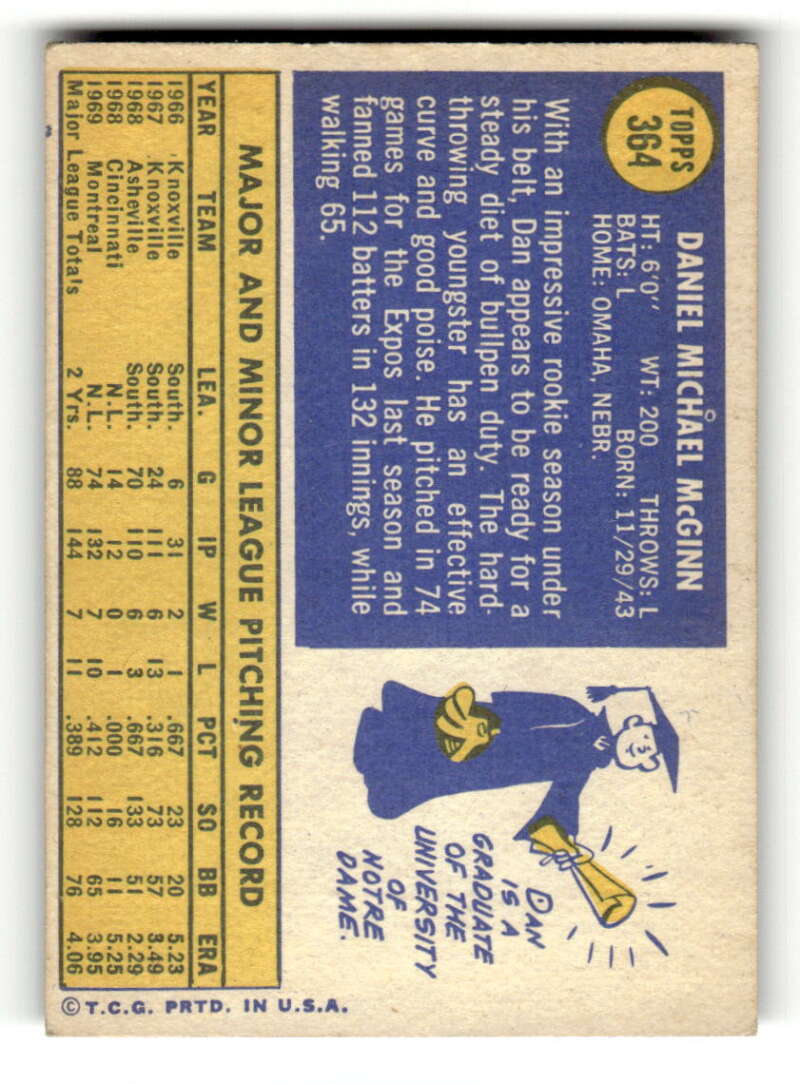 TOPPS
364
DANIEL MICHAEL McGINN
HT: 6'0" WT: 200 THROWS: L
BATS: L BORN: 11/29/43
HOME: OMAHA, NEBR.
With an impressive rookie season under
his belt, Dan appears to be ready for a
steady diet of bullpen duty. The hard-
throwing youngster has an effective
curve and good poise. He pitched in 74
games for the Expos last season and
fanned 112 batters in 132 innings, while
walking 65.
DAN
IS A
GRADUATE
OF THE
UNIVERSITY
OF
NOTRE
DAME.
MAJOR AND MINOR LEAGUE PITCHING RECORD
YEAR TEAM LEA. G IP W L PCT SO BB ERA
1966 Knoxville South. 6 31 2 1 .667 23 20 5.23
1967 Knoxville South. 24 111 6 13 .316 73 57 3.49
1968 Asheville South. 70 110 6 3 .667 133 51 2.29
1968 Cincinnati N.L. 14 12 0 1 .000 16 11 5.25
1969 Montreal N.L. 74 132 7 10 .412 112 65 3.95
Major League Totals 2 Yrs. 88 144 7 11 .389 128 76 4.06
© T.C.G. PRTD. IN U.S.A.